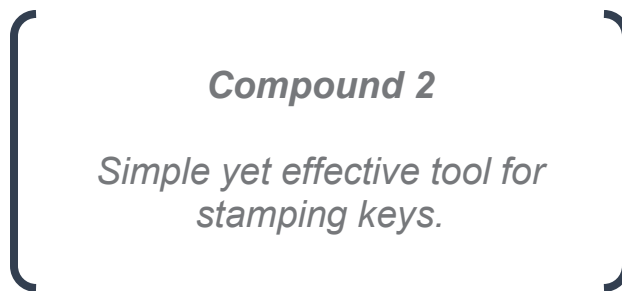 Compound 2
Simple yet effective tool for
stamping keys.